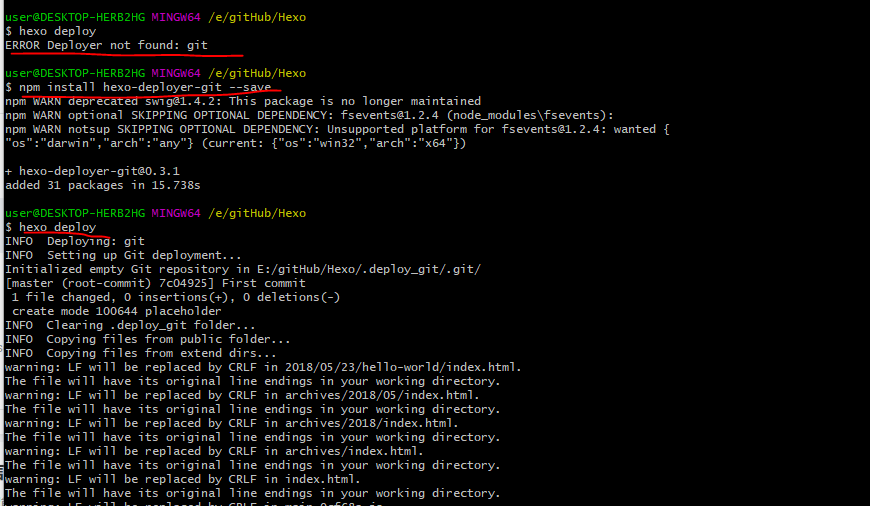 user@DESKTOP-HERB2HG MINGW64 /e/gitHub/Hexo
$ hexo deploy
ERROR Deployer not found: git
user@DESKTOP-HERB2HG MINGW64 /e/gitHub/Hexo
$ npm install hexo-deployer-git --save
npm WARN deprecated swig@1.4.2: This package is no longer maintained
npm WARN optional SKIPPING OPTIONAL DEPENDENCY: fsevents@1.2.4 (node_modules\fsevents):
npm WARN notsup SKIPPING OPTIONAL DEPENDENCY: Unsupported platform for fsevents@1.2.4: wanted {
"os":"darwin","arch":"any"} (current: {"os":"win32","arch":"x64"})
+ hexo-deployer-git@0.3.1
added 31 packages in 15.738s
user@DESKTOP-HERB2HG MINGW64 /e/gitHub/Hexo
$ hexo deploy
INFO  Deploying: git
INFO  Setting up Git deployment...
Initialized empty Git repository in E:/gitHub/Hexo/.deploy_git/.git/
[master (root-commit) 7c04925] First commit
 1 file changed, 0 insertions(+), 0 deletions(-)
 create mode 100644 placeholder
INFO  Clearing .deploy_git folder...
INFO  Copying files from public folder...
INFO  Copying files from extend dirs...
warning: LF will be replaced by CRLF in 2018/05/23/hello-world/index.html.
The file will have its original line endings in your working directory.
warning: LF will be replaced by CRLF in archives/2018/05/index.html.
The file will have its original line endings in your working directory.
warning: LF will be replaced by CRLF in archives/2018/index.html.
The file will have its original line endings in your working directory.
warning: LF will be replaced by CRLF in archives/index.html.
The file will have its original line endings in your working directory.
warning: LF will be replaced by CRLF in index.html.
The file will have its original line endings in your working directory.
warning: LF will be replaced by CRLF in